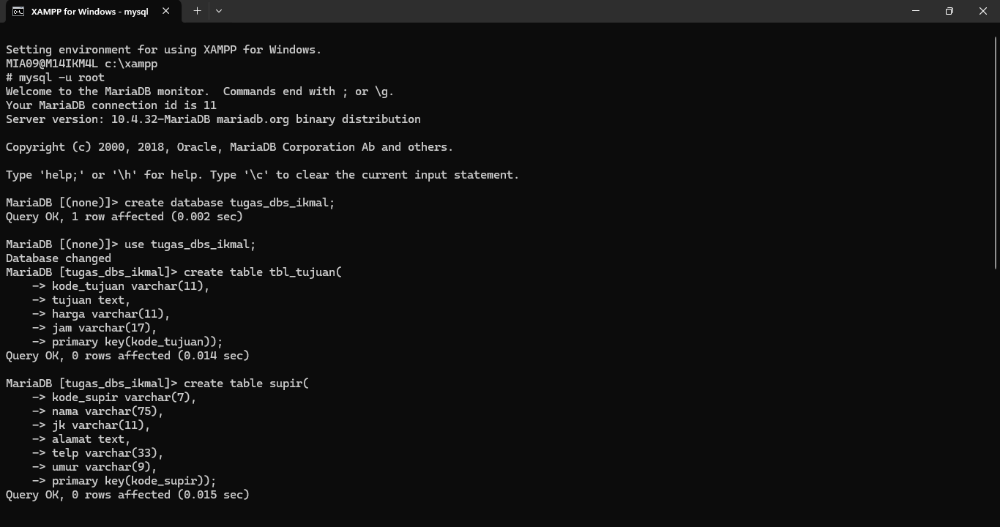 XAMPP for Windows - mysql
Setting environment for using XAMPP for Windows.
MIA09@M14IKM4L c:\xampp
# mysql -u root
Welcome to the MariaDB monitor.  Commands end with ; or \g.
Your MariaDB connection id is 11
Server version: 10.4.32-MariaDB mariadb.org binary distribution
Copyright (c) 2000, 2018, Oracle, MariaDB Corporation Ab and others.
Type 'help;' or '\h' for help. Type '\c' to clear the current input statement.
MariaDB [(none)]> create database tugas_dbs_ikmal;
Query OK, 1 row affected (0.002 sec)
MariaDB [(none)]> use tugas_dbs_ikmal;
Database changed
MariaDB [tugas_dbs_ikmal]> create table tbl_tujuan(
    -> kode_tujuan varchar(11),
    -> tujuan text,
    -> harga varchar(11),
    -> jam varchar(17),
    -> primary key(kode_tujuan));
Query OK, 0 rows affected (0.014 sec)
MariaDB [tugas_dbs_ikmal]> create table supir(
    -> kode_supir varchar(7),
    -> nama varchar(75),
    -> jk varchar(11),
    -> alamat text,
    -> telp varchar(33),
    -> umur varchar(9),
    -> primary key(kode_supir));
Query OK, 0 rows affected (0.015 sec)